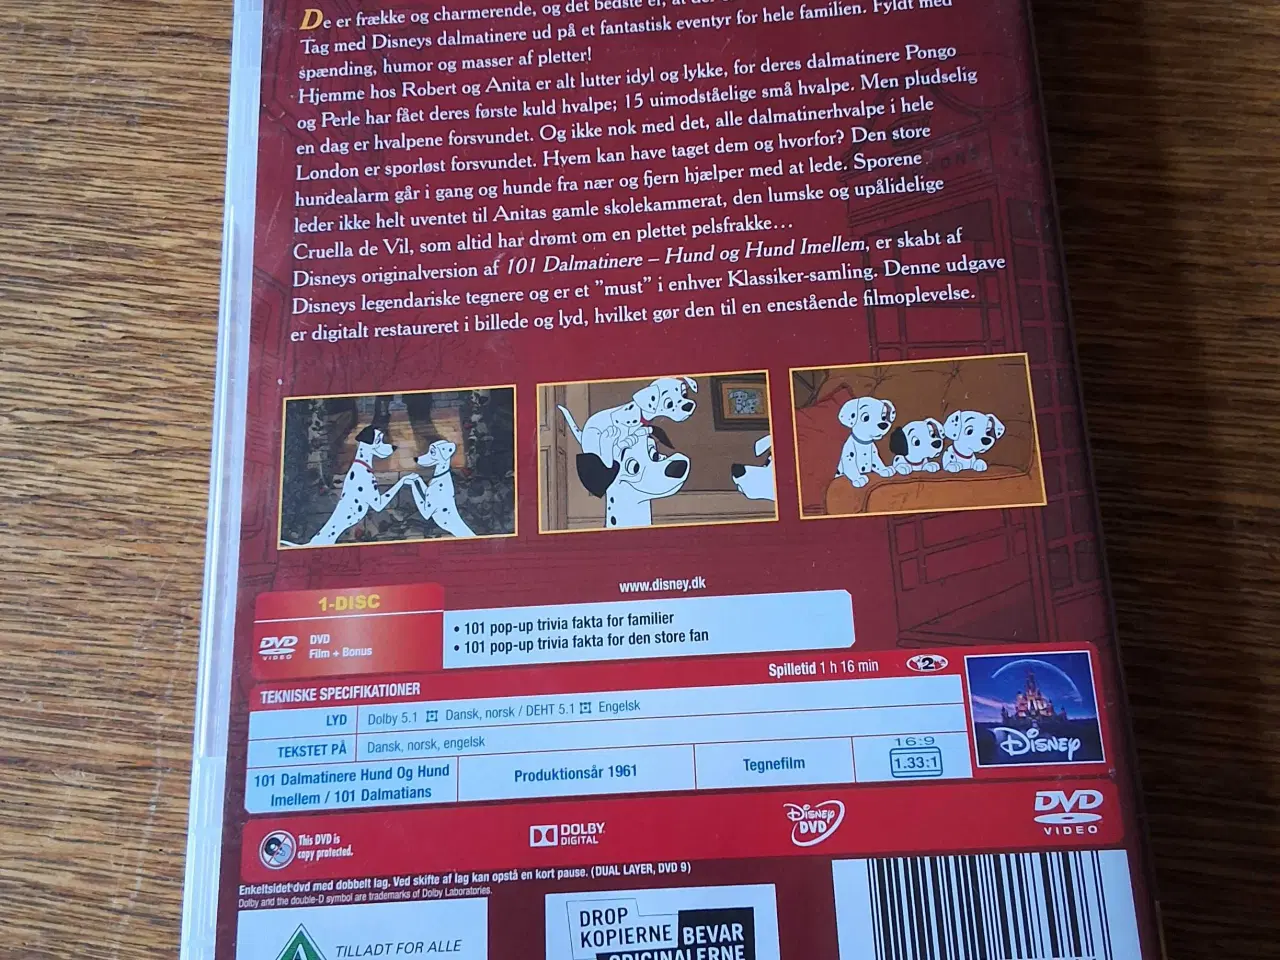 De er frække og charmerende, og det bedste er, at der
Tag med Disneys dalmatinere ud på et fantastisk eventyr for hele familien. Fyldt med
spænding, humor og masser af pletter!
Hjemme hos Robert og Anita er alt lutter idyl og lykke, for deres dalmatinere Pongo
og Perle har fået deres første kuld hvalpe; 15 uimodståelige små hvalpe. Men pludselig
en dag er hvalpene forsvundet. Og ikke nok med det, alle dalmatinerhvalpe i hele
London er sporløst forsvundet. Hvem kan have taget dem og hvorfor? Den store
hundealarm går i gang og hunde fra nær og fjern hjælper med at lede. Sporene
leder ikke helt uventet til Anitas gamle skolekammerat, den lumske og upålidelige
Cruella de Vil, som altid har drømt om en plettet pelsfrakke...
Disneys originalversion af 101 Dalmatinere – Hund og Hund Imellem, er skabt af
Disneys legendariske tegnere og er et "must" i enhver Klassiker-samling. Denne udgave
er digitalt restaureret i billede og lyd, hvilket gør den til en enestående filmoplevelse.
www.disney.dk
1-DISC
DVD VIDEO
DVD
Film + Bonus
• 101 pop-up trivia fakta for familier
• 101 pop-up trivia fakta for den store fan
Spilletid 1 h 16 min
2
TEKNISKE SPECIFIKATIONER
LYD Dolby 5.1 Dansk, norsk / DEHT 5.1 Engelsk
TEKSTET PÅ Dansk, norsk, engelsk
101 Dalmatinere Hund Og Hund
Imellem / 101 Dalmatians
Produktionsår 1961
Tegnefilm
16:9
1.33:1
Disney
This DVD is
copy protected.
DOLBY
DIGITAL
Disney
DVD
DVD
VIDEO
Enkeltsidet dvd med dobbelt lag. Ved skifte af lag kan opstå en kort pause. (DUAL LAYER, DVD 9)
Dolby and the double-D symbol are trademarks of Dolby Laboratories.
TILLADT FOR ALLE
DROP
KOPIERNE
BEVAR
ORIGINALERNE